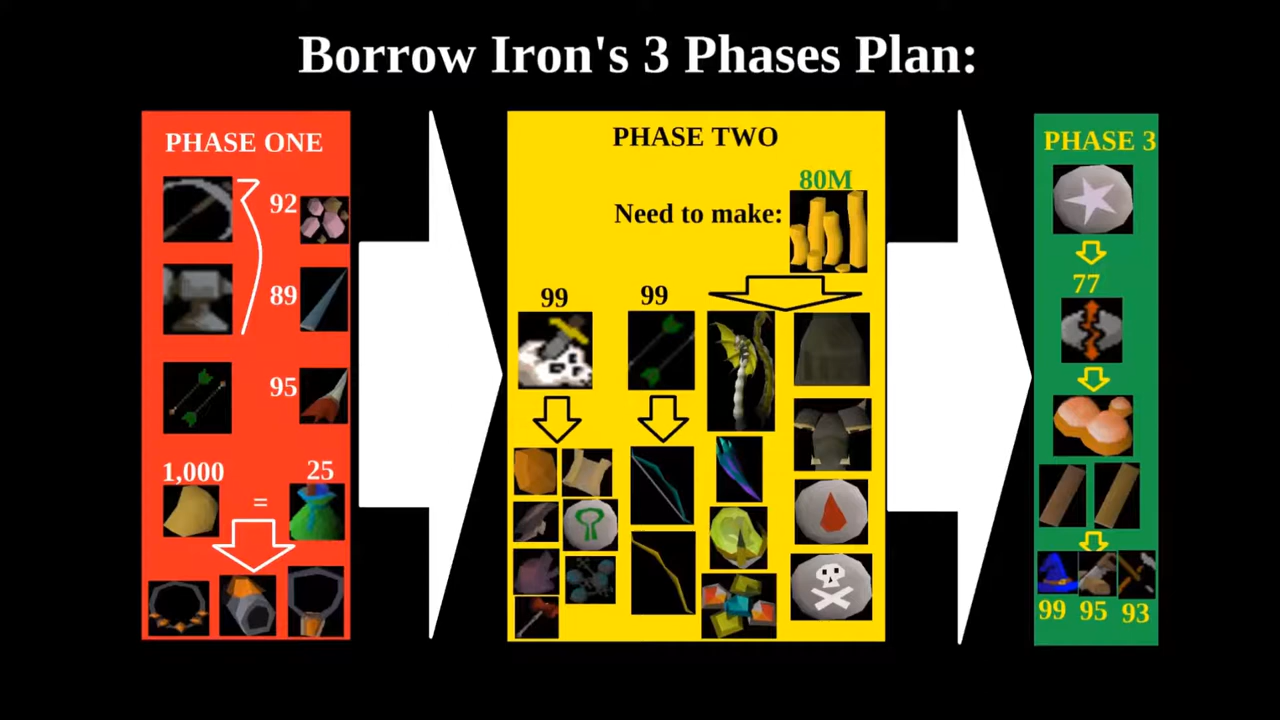 Borrow Iron's 3 Phases Plan:
PHASE ONE
92
89
95
1,000
=
25
PHASE TWO
80M
Need to make:
99
99
PHASE 3
77
99 95 93